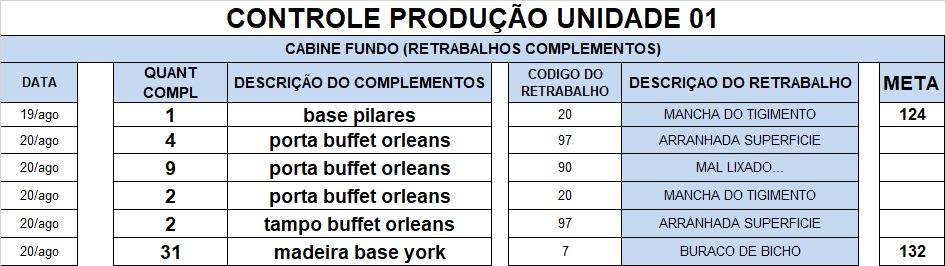 CONTROLE PRODUÇÃO UNIDADE 01
CABINE FUNDO (RETRABALHOS COMPLEMENTOS)
DATA QUANT COMPL DESCRIÇÃO DO COMPLEMENTOS CODIGO DO RETRABALHO DESCRIÇAO DO RETRABALHO META
19/ago 1 base pilares 20 MANCHA DO TIGIMENTO 124
20/ago 4 porta buffet orleans 97 ARRANHADA SUPERFICIE
20/ago 9 porta buffet orleans 90 MAL LIXADO...
20/ago 2 porta buffet orleans 20 MANCHA DO TIGIMENTO
20/ago 2 tampo buffet orleans 97 ARRANHADA SUPERFICIE
20/ago 31 madeira base york 7 BURACO DE BICHO 132